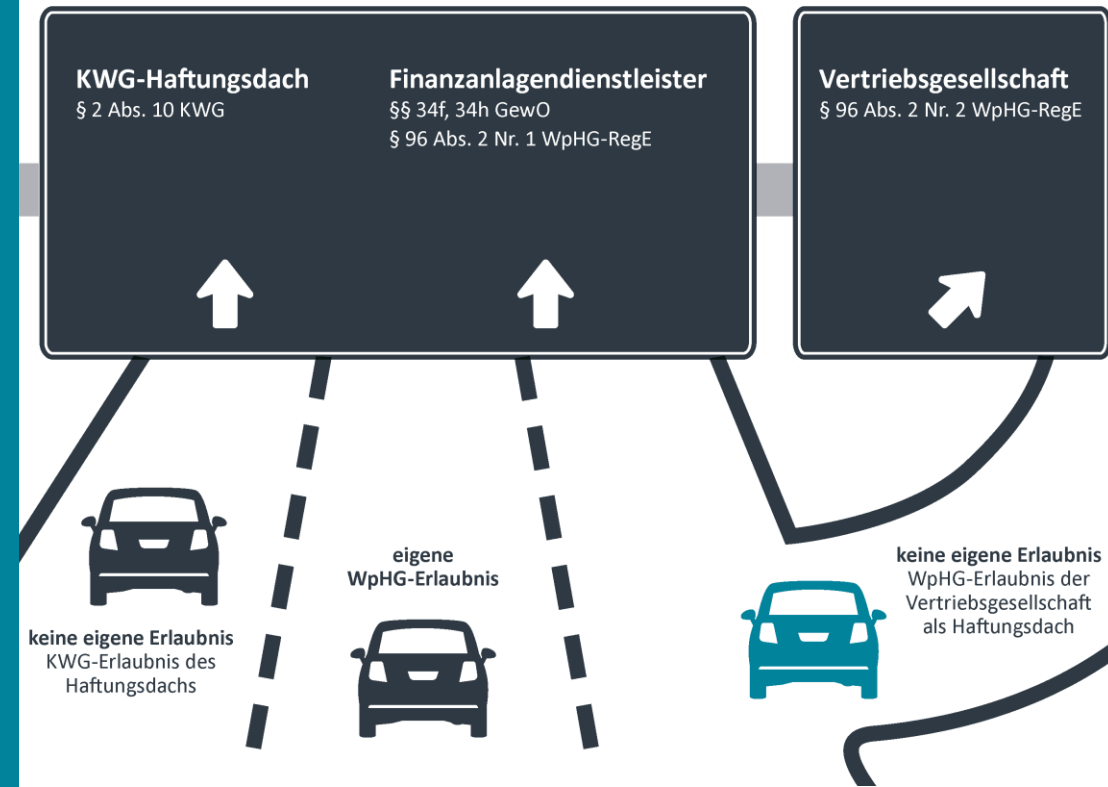 KWG-Haftungsdach
§ 2 Abs. 10 KWG
Finanzanlagendienstleister
§§ 34f, 34h GewO
§ 96 Abs. 2 Nr. 1 WpHG-RegE
Vertriebsgesellschaft
§ 96 Abs. 2 Nr. 2 WpHG-RegE
keine eigene Erlaubnis
KWG-Erlaubnis des
Haftungsdachs
eigene
WpHG-Erlaubnis
keine eigene Erlaubnis
WpHG-Erlaubnis der
Vertriebsgesellschaft
als Haftungsdach